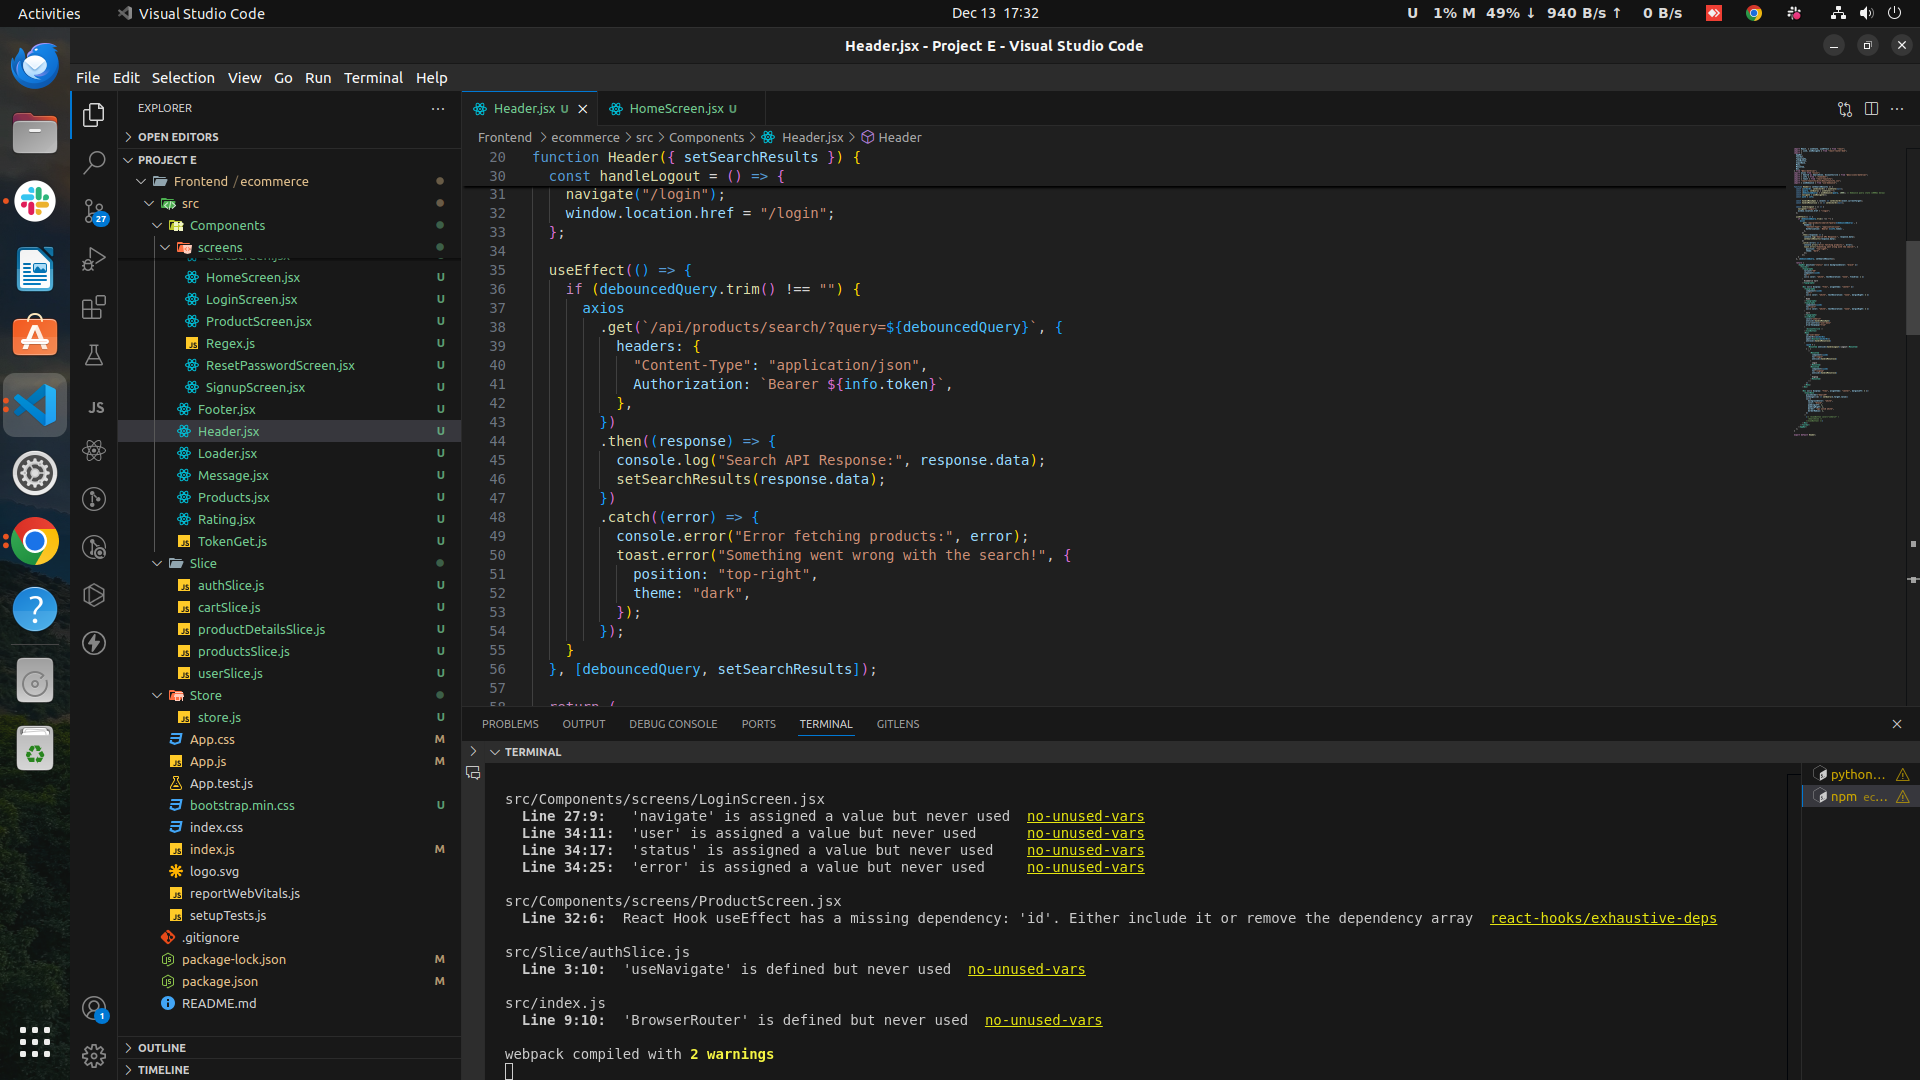 Activities
Visual Studio Code
Dec 13 17:32
U 1% M 49% ↓ 940 B/s ↑ 0 B/s
Header.jsx - Project E - Visual Studio Code
File Edit Selection View Go Run Terminal Help
EXPLORER
OPEN EDITORS
PROJECT E
Frontend / ecommerce
src
Components
screens
CartScreen.jsx
HomeScreen.jsx U
LoginScreen.jsx U
ProductScreen.jsx U
Regex.js U
ResetPasswordScreen.jsx U
SignupScreen.jsx U
Footer.jsx U
Header.jsx U
Loader.jsx U
Message.jsx U
Products.jsx U
Rating.jsx U
TokenGet.js U
Slice
authSlice.js U
cartSlice.js U
productDetailsSlice.js U
productsSlice.js U
userSlice.js U
Store
store.js U
App.css M
App.js M
App.test.js
bootstrap.min.css U
index.css
index.js M
logo.svg
reportWebVitals.js
setupTests.js
.gitignore
package-lock.json M
package.json M
README.md
OUTLINE
TIMELINE
27
JS
1
Header.jsx U
HomeScreen.jsx U
Frontend > ecommerce > src > Components > Header.jsx > Header
20 function Header({ setSearchResults }) {
30 const handleLogout = () => {
31 navigate("/login");
32 window.location.href = "/login";
33 };
34
35 useEffect(() => {
36 if (debouncedQuery.trim() !== "") {
37 axios
38 .get(`/api/products/search/?query=${debouncedQuery}`, {
39 headers: {
40 "Content-Type": "application/json",
41 Authorization: `Bearer ${info.token}`,
42 },
43 })
44 .then((response) => {
45 console.log("Search API Response:", response.data);
46 setSearchResults(response.data);
47 })
48 .catch((error) => {
49 console.error("Error fetching products:", error);
50 toast.error("Something went wrong with the search!", {
51 position: "top-right",
52 theme: "dark",
53 });
54 });
55 }
56 }, [debouncedQuery, setSearchResults]);
57
58 return (
PROBLEMS OUTPUT DEBUG CONSOLE PORTS TERMINAL GITLENS
TERMINAL
src/Components/screens/LoginScreen.jsx
Line 27:9: 'navigate' is assigned a value but never used no-unused-vars
Line 34:11: 'user' is assigned a value but never used no-unused-vars
Line 34:17: 'status' is assigned a value but never used no-unused-vars
Line 34:25: 'error' is assigned a value but never used no-unused-vars
src/Components/screens/ProductScreen.jsx
Line 32:6: React Hook useEffect has a missing dependency: 'id'. Either include it or remove the dependency array react-hooks/exhaustive-deps
src/Slice/authSlice.js
Line 3:10: 'useNavigate' is defined but never used no-unused-vars
src/index.js
Line 9:10: 'BrowserRouter' is defined but never used no-unused-vars
webpack compiled with 2 warnings
python...
npm ec...